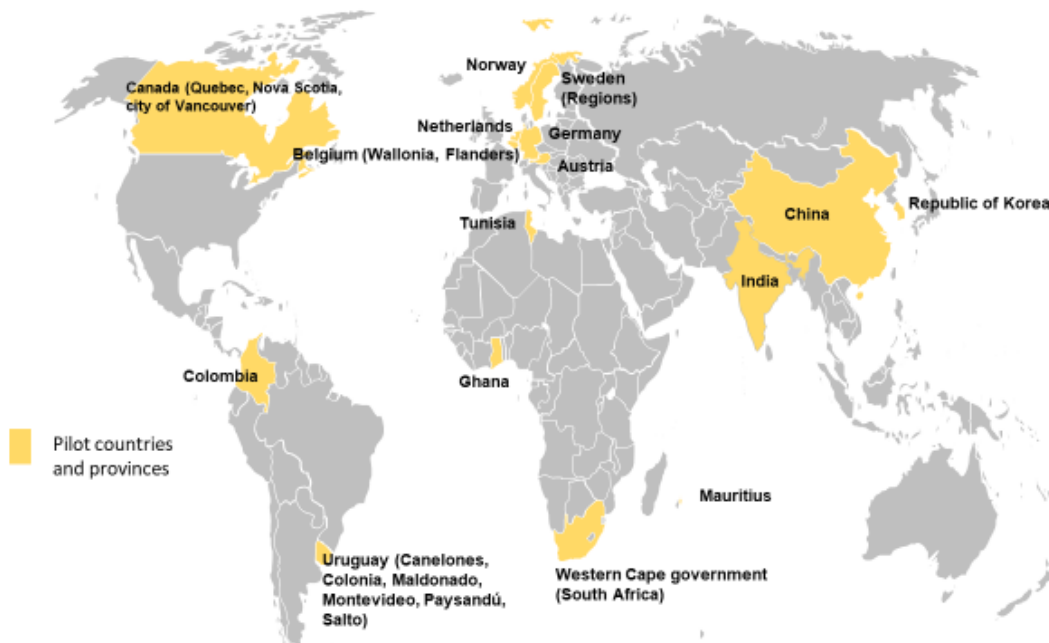 Canada (Quebec, Nova Scotia,
city of Vancouver)
Norway
Sweden
(Regions)
Netherlands
Germany
Belgium (Wallonia, Flanders)
Austria
Tunisia
China
Republic of Korea
India
Ghana
Colombia
Pilot countries
and provinces
Mauritius
Uruguay (Canelones,
Colonia, Maldonado,
Montevideo, Paysandú,
Salto)
Western Cape government
(South Africa)